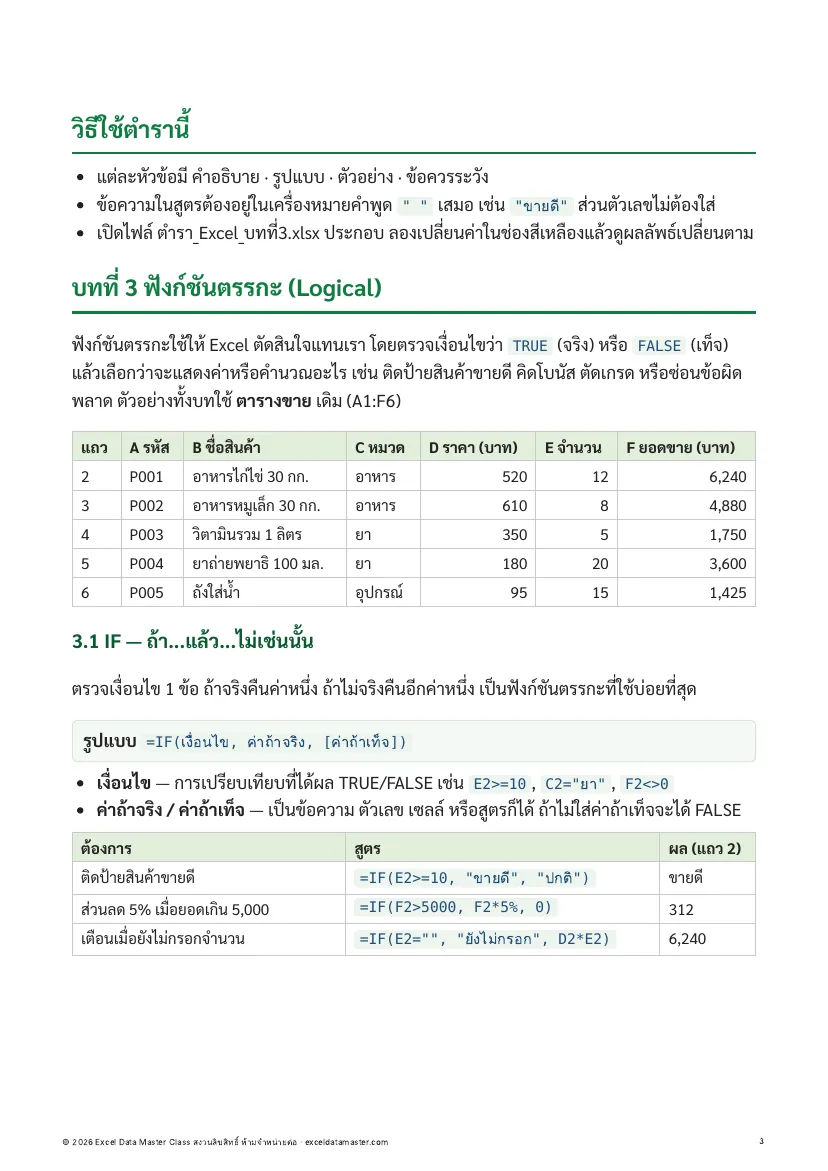 วิธีใช้ตำรานี้
• แต่ละหัวข้อมี คำอธิบาย · รูปแบบ · ตัวอย่าง · ข้อควรระวัง
• ข้อความในสูตรต้องอยู่ในเครื่องหมายคำพูด " " เสมอ เช่น "ขายดี" ส่วนตัวเลขไม่ต้องใส่
• เปิดไฟล์ ตำรา_Excel_บทที่3.xlsx ประกอบ ลองเปลี่ยนค่าในช่องสีเหลืองแล้วดูผลลัพธ์เปลี่ยนตาม
บทที่ 3 ฟังก์ชันตรรกะ (Logical)
ฟังก์ชันตรรกะใช้ให้ Excel ตัดสินใจแทนเรา โดยตรวจเงื่อนไขว่า TRUE (จริง) หรือ FALSE (เท็จ)
แล้วเลือกว่าจะแสดงค่าหรือคำนวณอะไร เช่น ติดป้ายสินค้าขายดี คิดโบนัส ตัดเกรด หรือซ่อนข้อผิด
พลาด ตัวอย่างทั้งบทใช้ ตารางขาย เดิม (A1:F6)
แถว A รหัส B ชื่อสินค้า C หมวด D ราคา (บาท) E จำนวน F ยอดขาย (บาท)
2 P001 อาหารไก่ไข่ 30 กก. อาหาร 520 12 6,240
3 P002 อาหารหมูเล็ก 30 กก. อาหาร 610 8 4,880
4 P003 วิตามินรวม 1 ลิตร ยา 350 5 1,750
5 P004 ยาถ่ายพยาธิ 100 มล. ยา 180 20 3,600
6 P005 ถังใส่น้ำ อุปกรณ์ 95 15 1,425
3.1 IF — ถ้า...แล้ว...ไม่เช่นนั้น
ตรวจเงื่อนไข 1 ข้อ ถ้าจริงคืนค่าหนึ่ง ถ้าไม่จริงคืนอีกค่าหนึ่ง เป็นฟังก์ชันตรรกะที่ใช้บ่อยที่สุด
รูปแบบ =IF(เงื่อนไข, ค่าถ้าจริง, [ค่าถ้าเท็จ])
• เงื่อนไข — การเปรียบเทียบที่ได้ผล TRUE/FALSE เช่น E2>=10 , C2="ยา" , F2<>0
• ค่าถ้าจริง / ค่าถ้าเท็จ — เป็นข้อความ ตัวเลข เซลล์ หรือสูตรก็ได้ ถ้าไม่ใส่ค่าถ้าเท็จจะได้ FALSE
ต้องการ สูตร ผล (แถว 2)
ติดป้ายสินค้าขายดี =IF(E2>=10, "ขายดี", "ปกติ") ขายดี
ส่วนลด 5% เมื่อยอดเกิน 5,000 =IF(F2>5000, F2*5%, 0) 312
เตือนเมื่อยังไม่กรอกจำนวน =IF(E2="", "ยังไม่กรอก", D2*E2) 6,240
© 2026 Excel Data Master Class สงวนลิขสิทธิ์ ห้ามจำหน่ายต่อ · exceldatamaster.com 3